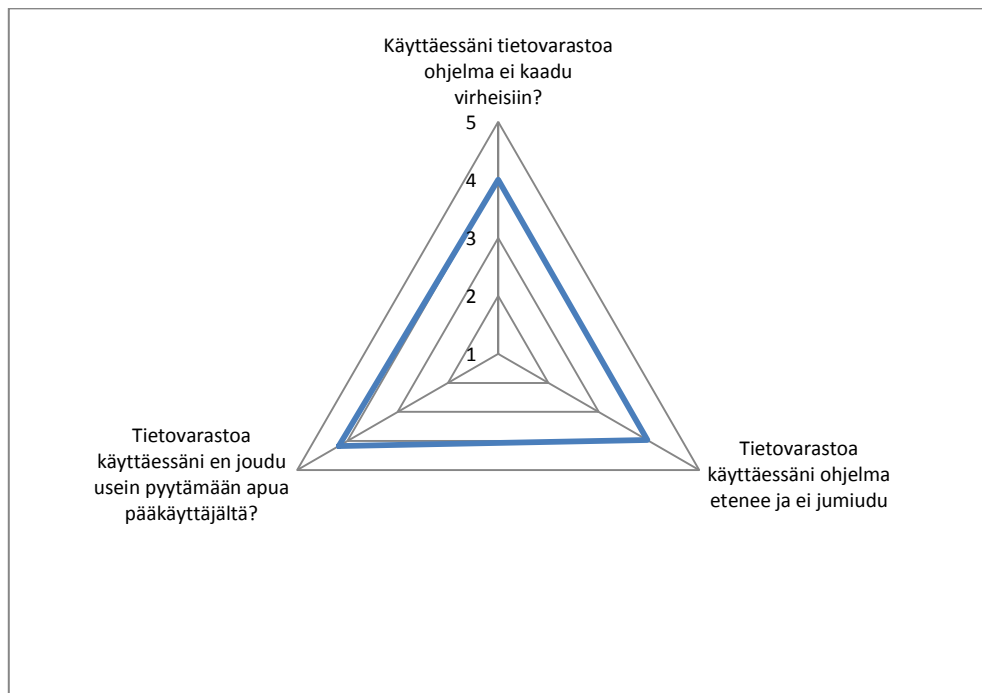 Käyttäessäni tietovarastoa
ohjelma ei kaadu
virheisiin?
5
4
3
2
1
Tietovarastoa
käyttäessäni en joudu
usein pyytämään apua
pääkäyttäjältä?
Tietovarastoa
käyttäessäni ohjelma
etenee ja ei jumiudu